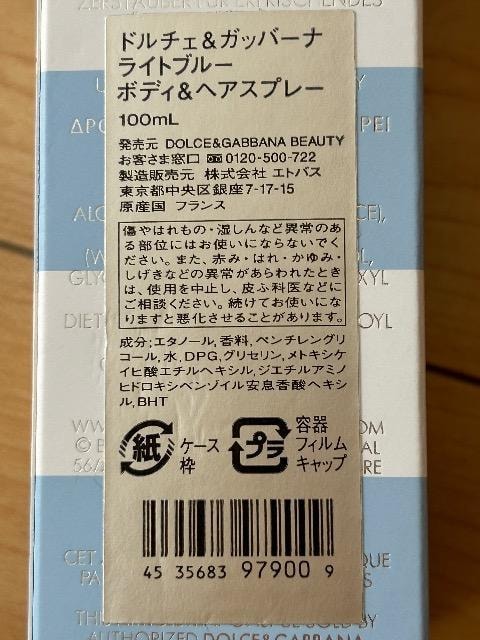 ZERSTÄUBER FÜR ERFRISCHENDES
ドルチェ&ガッバーナ
ライトブルー
ボディ&ヘアスプレー
100mL
発売元 DOLCE&GABBANA BEAUTY
お客さま窓口 0120-500-722
製造販売元 株式会社 エトバス
東京都中央区銀座7-17-15
原産国 フランス
傷やはれもの・湿しんなど異常のあ
る部位にはお使いにならないでく
ださい。また、赤み・はれ・かゆみ・
しげきなどの異常があらわれたとき
は、使用を中止し、皮ふ科医などに
ご相談ください。続けてお使いにな
りますと悪化させることがあります。
成分;エタノール,香料,ペンチレングリ
コール,水,DPG,グリセリン,メトキシケ
イヒ酸エチルヘキシル,ジエチルアミノ
ヒドロキシベンゾイル安息香酸ヘキシ
ル,BHT
紙 ケース
枠
プラ 容器
フィルム
キャップ
45 35683 97900 9
CET
AUTHORIZED DOLCE&GABBANA